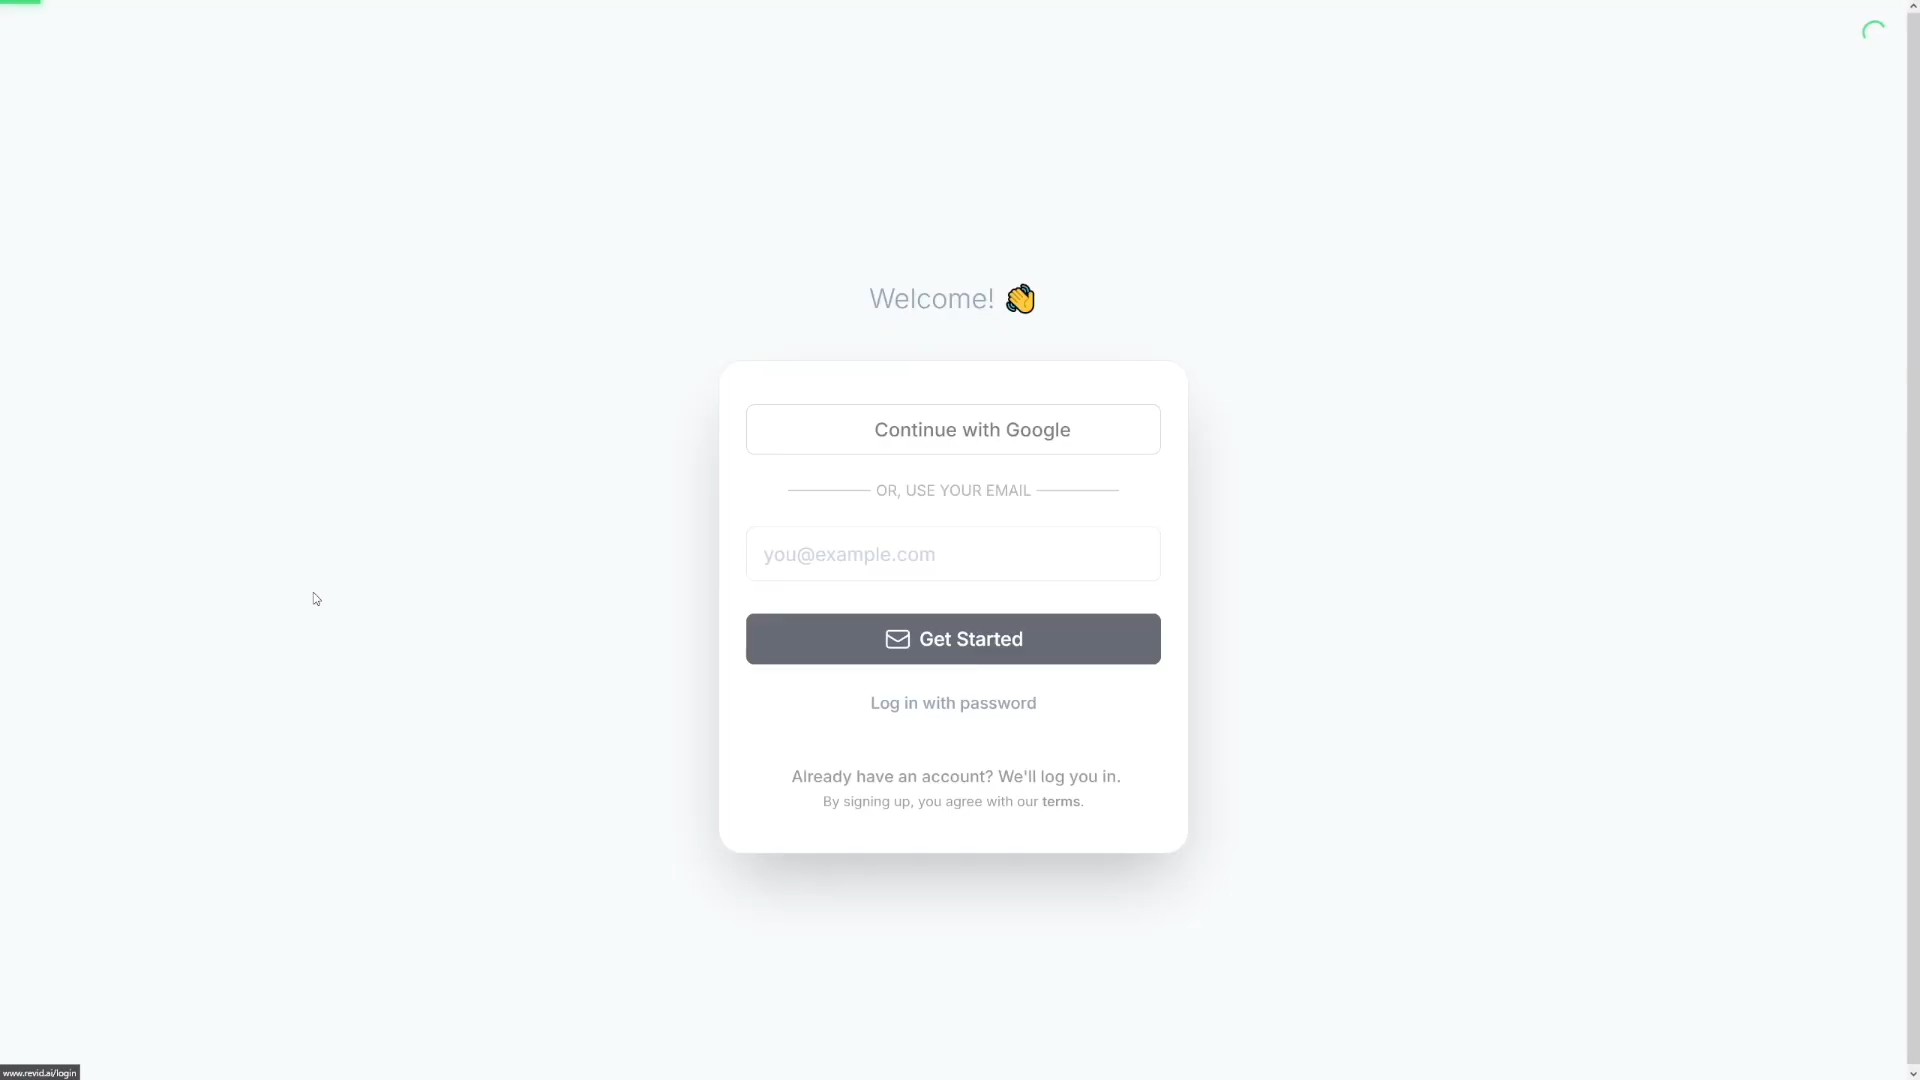 Welcome! 👋
Continue with Google
OR, USE YOUR EMAIL
you@example.com
Get Started
Log in with password
Already have an account? We'll log you in.
By signing up, you agree with our terms.
www.revid.ai/login